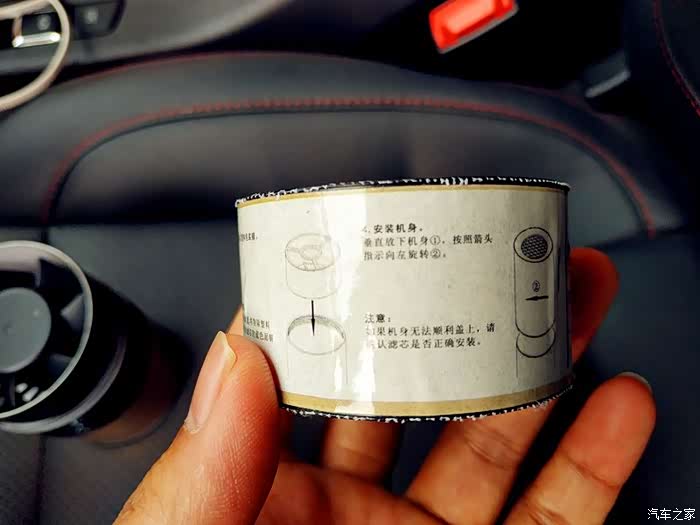 4.安装机身。
垂直放下机身①，按照箭头
指示向左旋转②。
②
注意：
如果机身无法顺利盖上，请
确认滤芯是否正确安装。
汽车之家